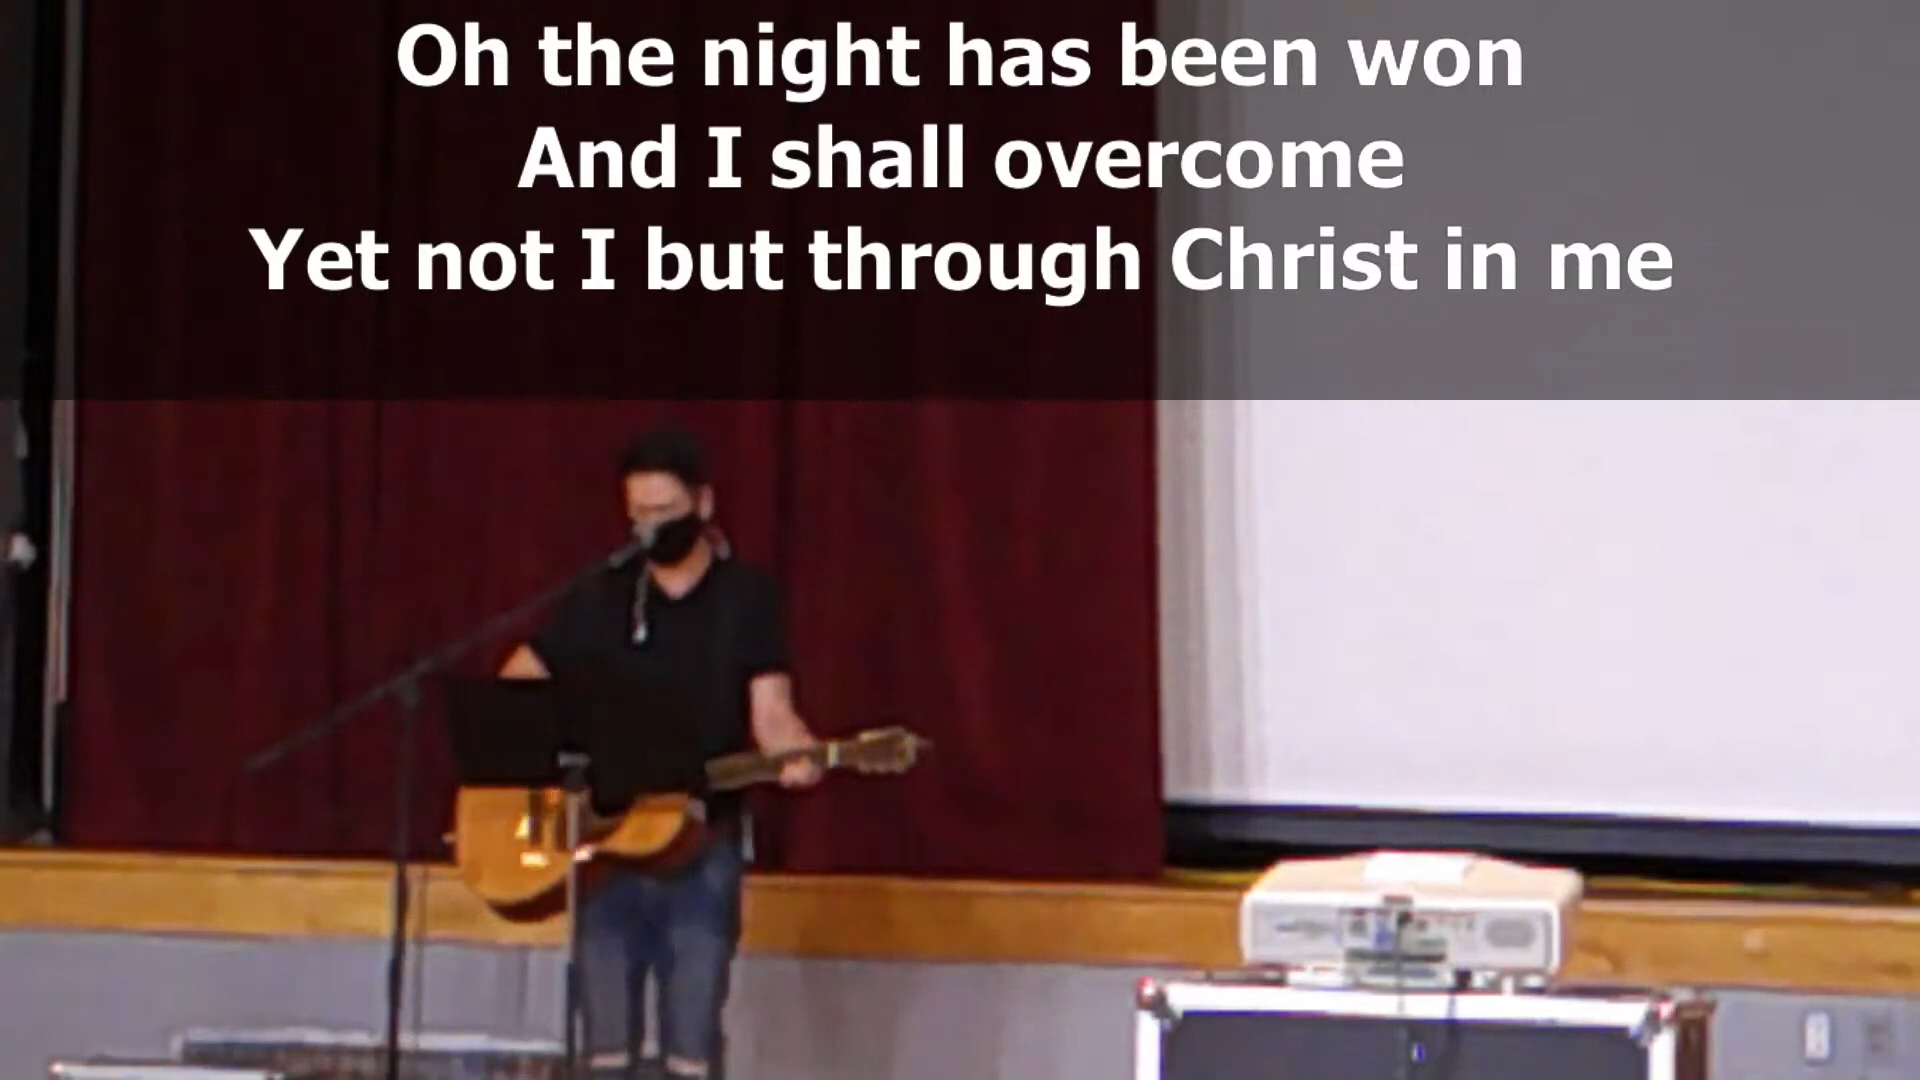 Oh the night has been won
And I shall overcome
Yet not I but through Christ in me